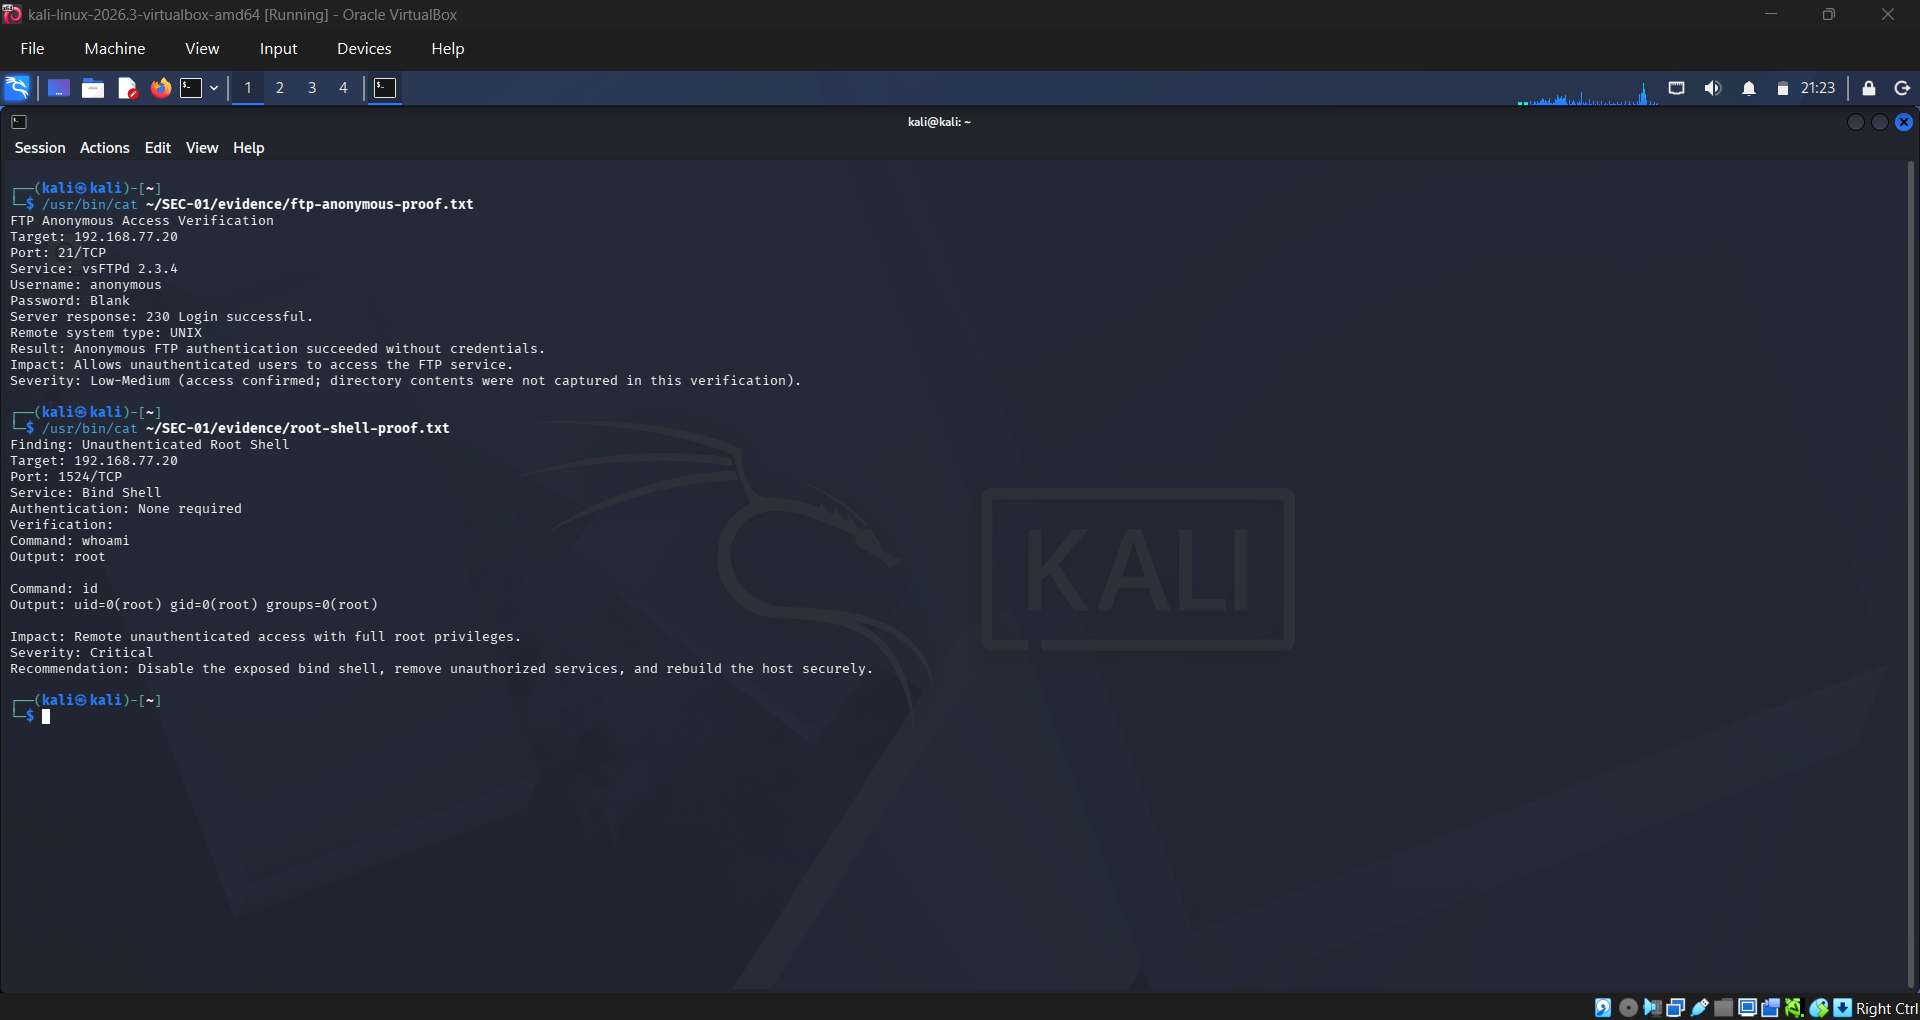 kali-linux-2026.3-virtualbox-amd64 [Running] - Oracle VirtualBox
File Machine View Input Devices Help
1 2 3 4 21:23
kali@kali: ~
Session Actions Edit View Help
┌──(kali㉿kali)-[~]
└─$ /usr/bin/cat ~/SEC-01/evidence/ftp-anonymous-proof.txt
FTP Anonymous Access Verification
Target: 192.168.77.20
Port: 21/TCP
Service: vsFTPd 2.3.4
Username: anonymous
Password: Blank
Server response: 230 Login successful.
Remote system type: UNIX
Result: Anonymous FTP authentication succeeded without credentials.
Impact: Allows unauthenticated users to access the FTP service.
Severity: Low-Medium (access confirmed; directory contents were not captured in this verification).
┌──(kali㉿kali)-[~]
└─$ /usr/bin/cat ~/SEC-01/evidence/root-shell-proof.txt
Finding: Unauthenticated Root Shell
Target: 192.168.77.20
Port: 1524/TCP
Service: Bind Shell
Authentication: None required
Verification:
Command: whoami
Output: root
Command: id
Output: uid=0(root) gid=0(root) groups=0(root)
Impact: Remote unauthenticated access with full root privileges.
Severity: Critical
Recommendation: Disable the exposed bind shell, remove unauthorized services, and rebuild the host securely.
┌──(kali㉿kali)-[~]
└─$
KALI
Right Ctrl